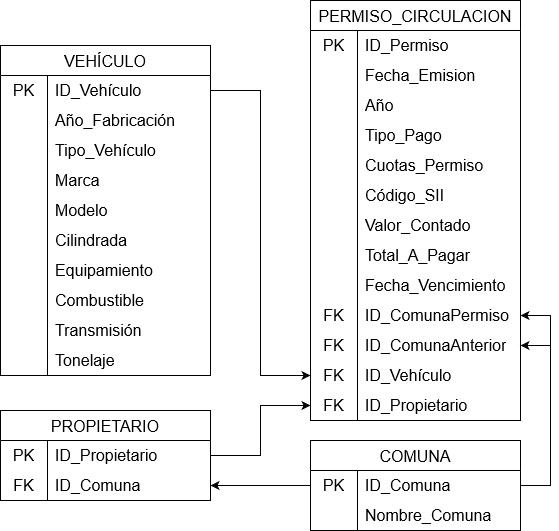 VEHÍCULO
PK ID_Vehículo
Año_Fabricación
Tipo_Vehículo
Marca
Modelo
Cilindrada
Equipamiento
Combustible
Transmisión
Tonelaje
PERMISO_CIRCULACION
PK ID_Permiso
Fecha_Emision
Año
Tipo_Pago
Cuotas_Permiso
Código_SII
Valor_Contado
Total_A_Pagar
Fecha_Vencimiento
FK ID_ComunaPermiso
FK ID_ComunaAnterior
FK ID_Vehículo
FK ID_Propietario
PROPIETARIO
PK ID_Propietario
FK ID_Comuna
COMUNA
PK ID_Comuna
Nombre_Comuna